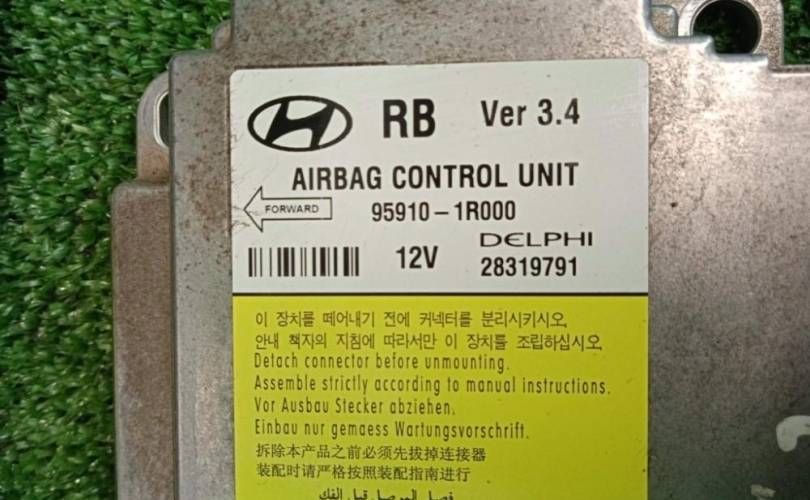 RB Ver 3.4
AIRBAG CONTROL UNIT
FORWARD
95910-1R000
DELPHI
12V 28319791
이 장치를 떼어내기 전에 커넥터를 분리시키시오.
안내 책자의 지침에 따라서만 이 장치를 조립하십시오.
Detach connector before unmounting.
Assemble strictly according to manual instructions.
Vor Ausbau Stecker abziehen.
Einbau nur gemaess Wartungsvorschrift.
拆除本产品之前必须先拔掉连接器
装配时请严格按照装配指南进行
فصل الموصل قبل الفك